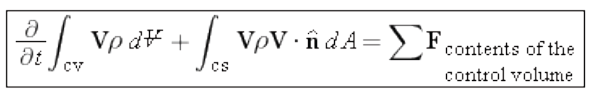 ∂/∂t ∫cv Vρ dV̶ + ∫cs VρV · n̂ dA = ∑F contents of the
control volume